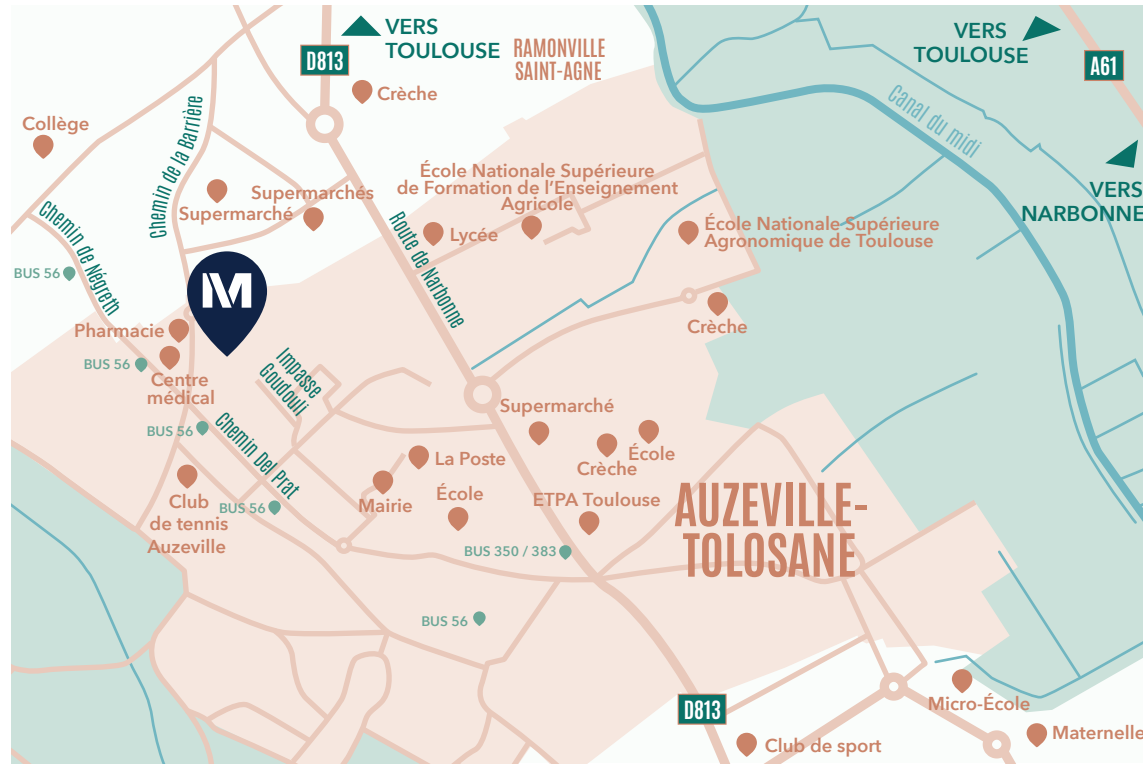 VERS
TOULOUSE
D813
RAMONVILLE
SAINT-AGNE
VERS
TOULOUSE
A61
Crèche
Canal du midi
Collège
Chemin de la Barrière
VERS
NARBONNE
École Nationale Supérieure
de Formation de l'Enseignement
Agricole
Supermarchés
Supermarché
Chemin de Négreth
Route de Narbonne
Lycée
École Nationale Supérieure
Agronomique de Toulouse
BUS 56
M
Crèche
Pharmacie
BUS 56
Centre
médical
Impasse
Goudouli
Supermarché
BUS 56
Chemin Del Prat
Crèche
École
La Poste
Mairie
École
ETPA Toulouse
AUZEVILLE-
TOLOSANE
Club
de tennis
Auzeville
BUS 56
BUS 350 / 383
BUS 56
D813
Micro-École
Club de sport
Maternelle